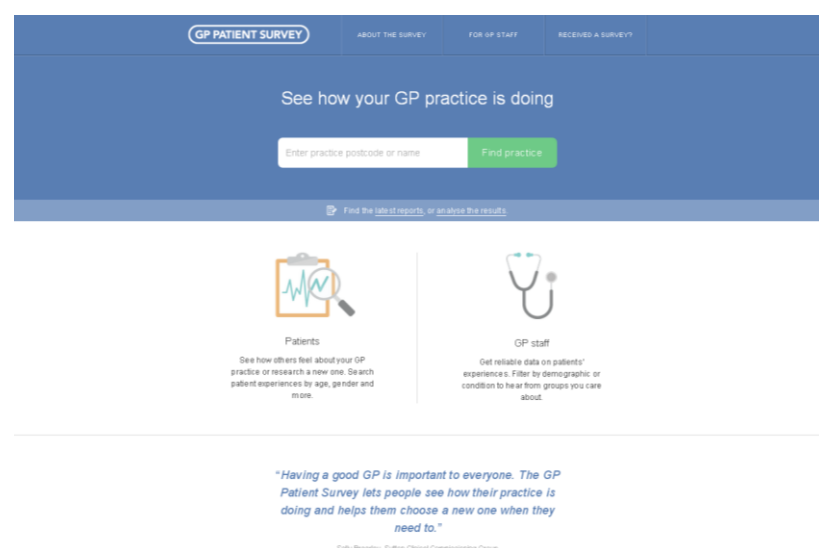 GP PATIENT SURVEY
ABOUT THE SURVEY
FOR GP STAFF
RECEIVED A SURVEY?
See how your GP practice is doing
Enter practice postcode or name
Find practice
Find the latest reports, or analyse the results.
Patients
See how others feel about your GP
practice or research a new one. Search
patient experiences by age, gender and
more.
GP staff
Get reliable data on patients'
experiences. Filter by demographic or
condition to hear from groups you care
about.
“Having a good GP is important to everyone. The GP
Patient Survey lets people see how their practice is
doing and helps them choose a new one when they
need to.”
Sutton Clinical Commissioning Group